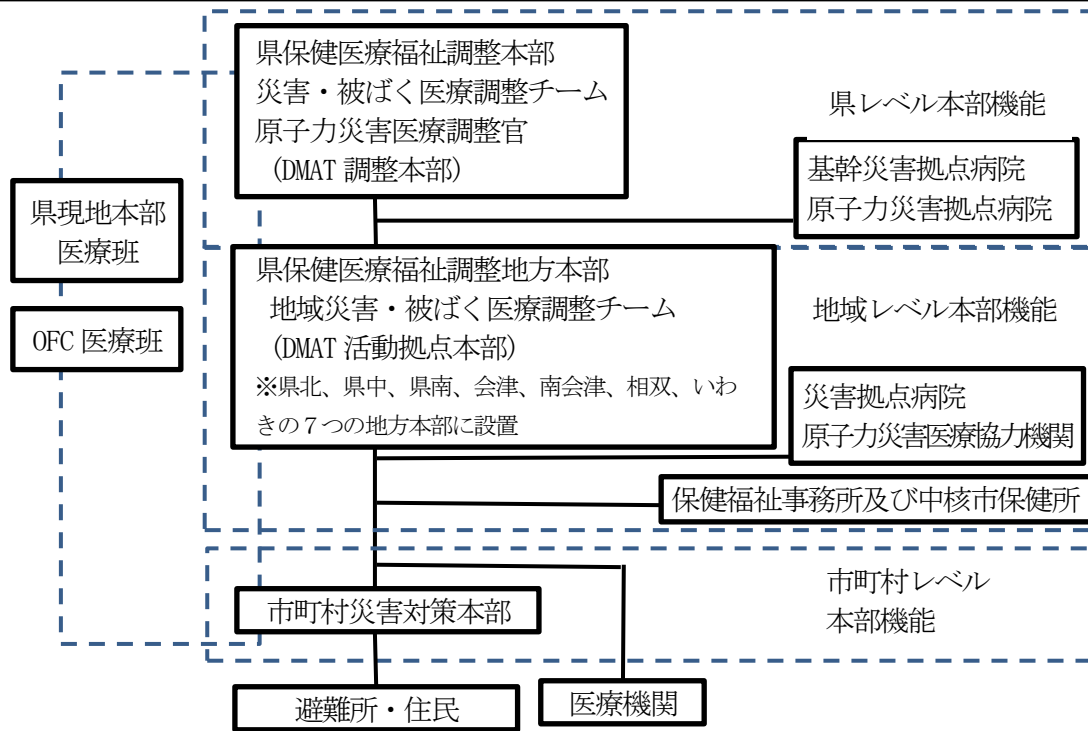 県保健医療福祉調整本部
災害・被ばく医療調整チーム
原子力災害医療調整官
(DMAT 調整本部)
県レベル本部機能
基幹災害拠点病院
原子力災害拠点病院
県現地本部
医療班
OFC 医療班
県保健医療福祉調整地方本部
地域災害・被ばく医療調整チーム
(DMAT 活動拠点本部)
※県北、県中、県南、会津、南会津、相双、いわ
きの７つの地方本部に設置
地域レベル本部機能
災害拠点病院
原子力災害医療協力機関
保健福祉事務所及び中核市保健所
市町村レベル
本部機能
市町村災害対策本部
避難所・住民
医療機関